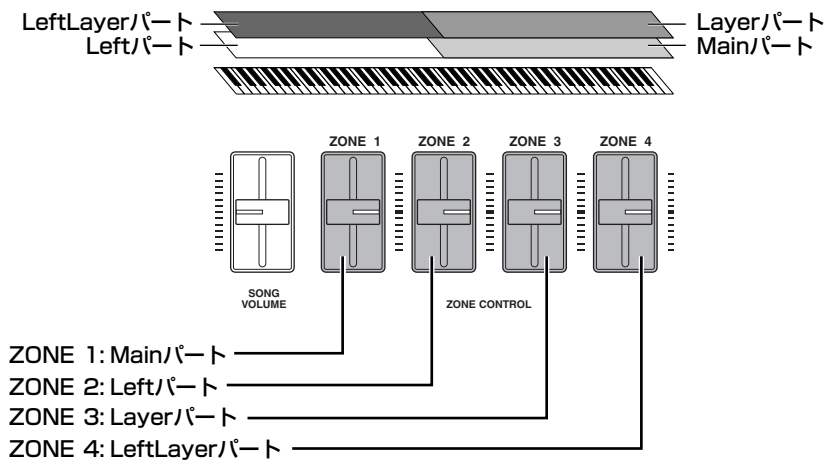 LeftLayerパート
Layerパート
Leftパート
Mainパート
ZONE 1
ZONE 2
ZONE 3
ZONE 4
SONG
VOLUME
ZONE CONTROL
ZONE 1: Mainパート
ZONE 2: Leftパート
ZONE 3: Layerパート
ZONE 4: LeftLayerパート